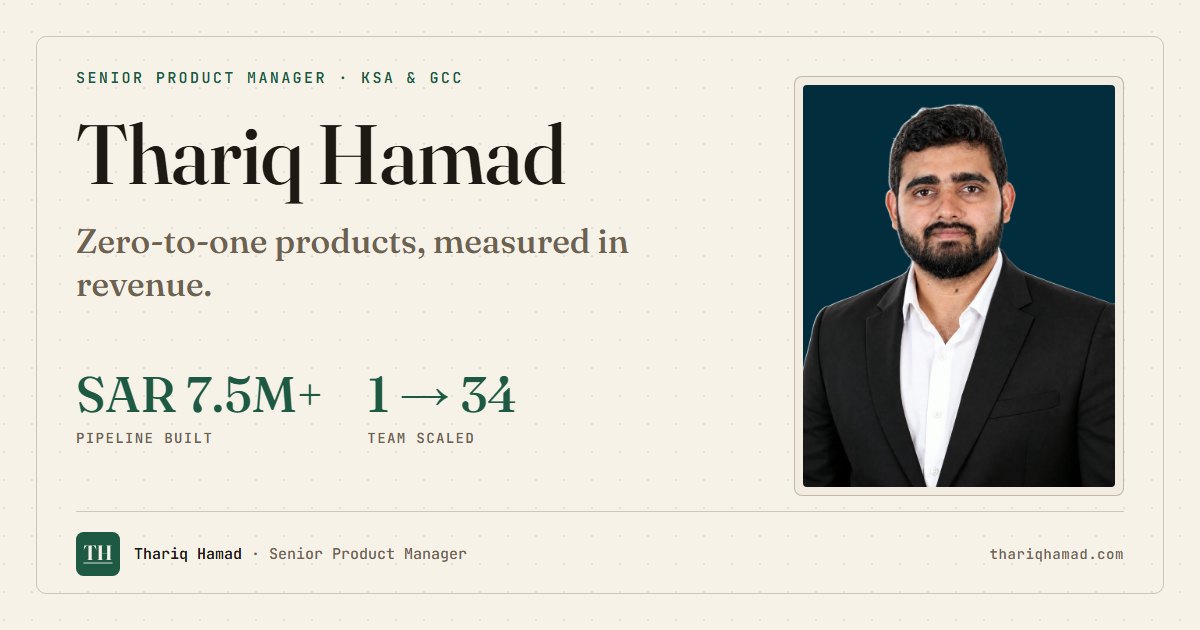 SENIOR PRODUCT MANAGER · KSA & GCC
Thariq Hamad
Zero-to-one products, measured in
revenue.
SAR 7.5M+
PIPELINE BUILT
1 → 34
TEAM SCALED
TH
Thariq Hamad · Senior Product Manager
thariqhamad.com